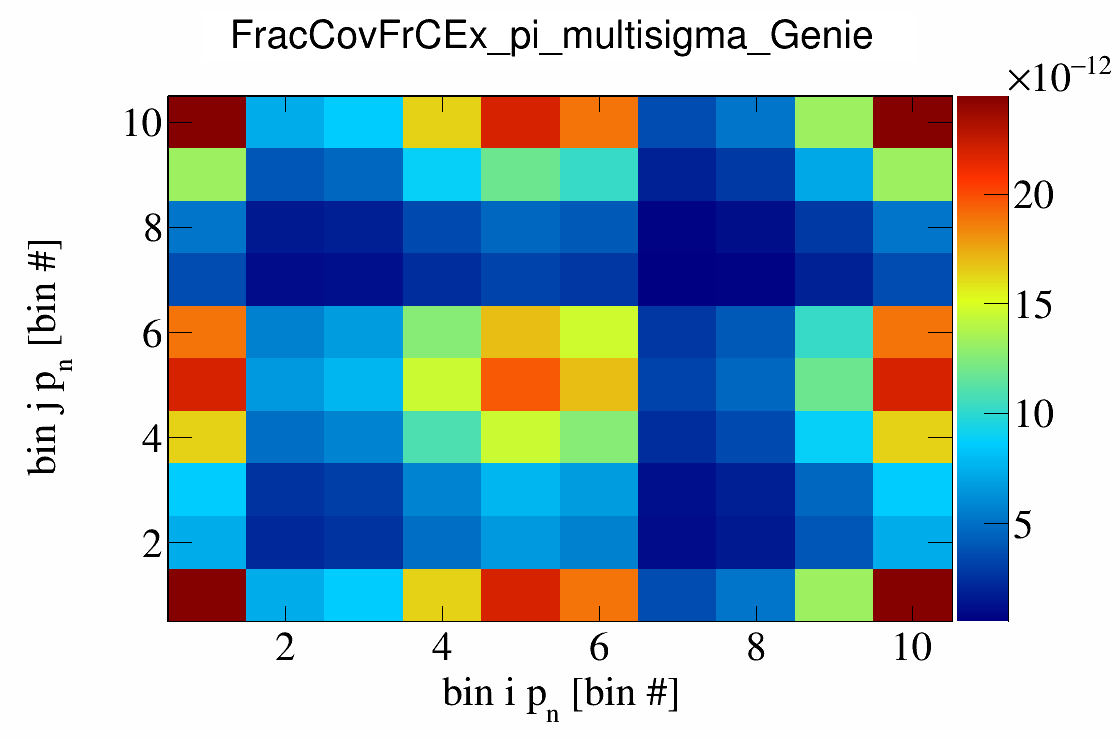 FracCovFrCEx_pi_multisigma_Genie
×10⁻¹²
10
8
6
4
2
20
15
10
5
2 4 6 8 10
bin j pₙ [bin #]
bin i pₙ [bin #]